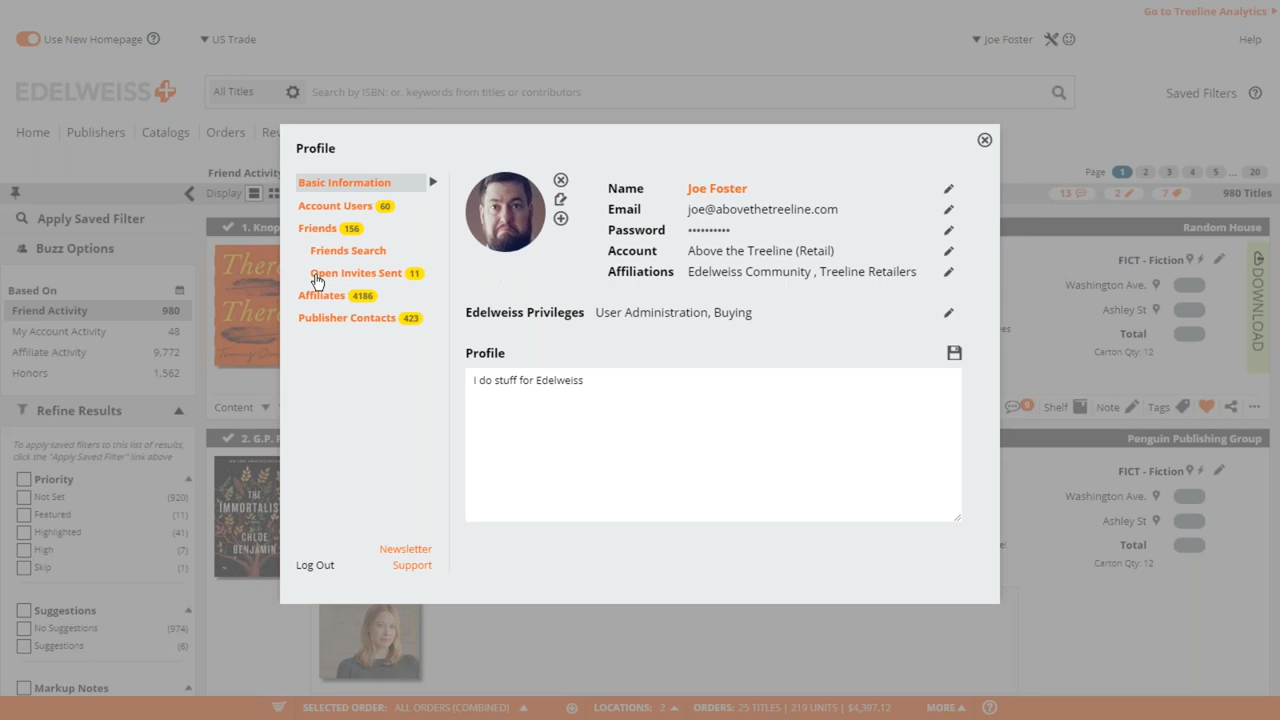 Go to Treeline Analytics
Use New Homepage
US Trade
Joe Foster
Help
EDELWEISS
All Titles
Search by ISBN: or, keywords from titles or contributors
Saved Filters
Home
Publishers
Catalogs
Orders
Friend Activity
Page 1 2 3 4 5 ... 20
Display
13
2
7
980 Titles
Apply Saved Filter
Buzz Options
Based On
Friend Activity 980
My Account Activity 48
Affiliate Activity 9,772
Honors 1,562
Refine Results
To apply saved filters to this list of results,
click the "Apply Saved Filter" link above
Priority
Not Set (920)
Featured (11)
Highlighted (41)
High (7)
Skip (6)
Suggestions
No Suggestions (974)
Suggestions (6)
Markup Notes
Profile
Basic Information
Account Users 60
Friends 156
Friends Search
Open Invites Sent 11
Affiliates 4186
Publisher Contacts 423
Log Out
Newsletter
Support
Name Joe Foster
Email joe@abovethetreeline.com
Password ••••••••••
Account Above the Treeline (Retail)
Affiliations Edelweiss Community , Treeline Retailers
Edelweiss Privileges User Administration, Buying
Profile
I do stuff for Edelweiss
Random House
FICT - Fiction
Washington Ave.
Ashley St
Total
Carton Qty: 12
DOWNLOAD
Content
9
Shelf
Note
Tags
...
Penguin Publishing Group
THE
IMMORTALIS
CHLOE
BENJAMIN
FICT - Fiction
Washington Ave.
Ashley St
Total
Carton Qty: 12
SELECTED ORDER: ALL ORDERS (COMBINED)
LOCATIONS: 2
ORDERS: 25 TITLES | 219 UNITS | $4,397.12
MORE